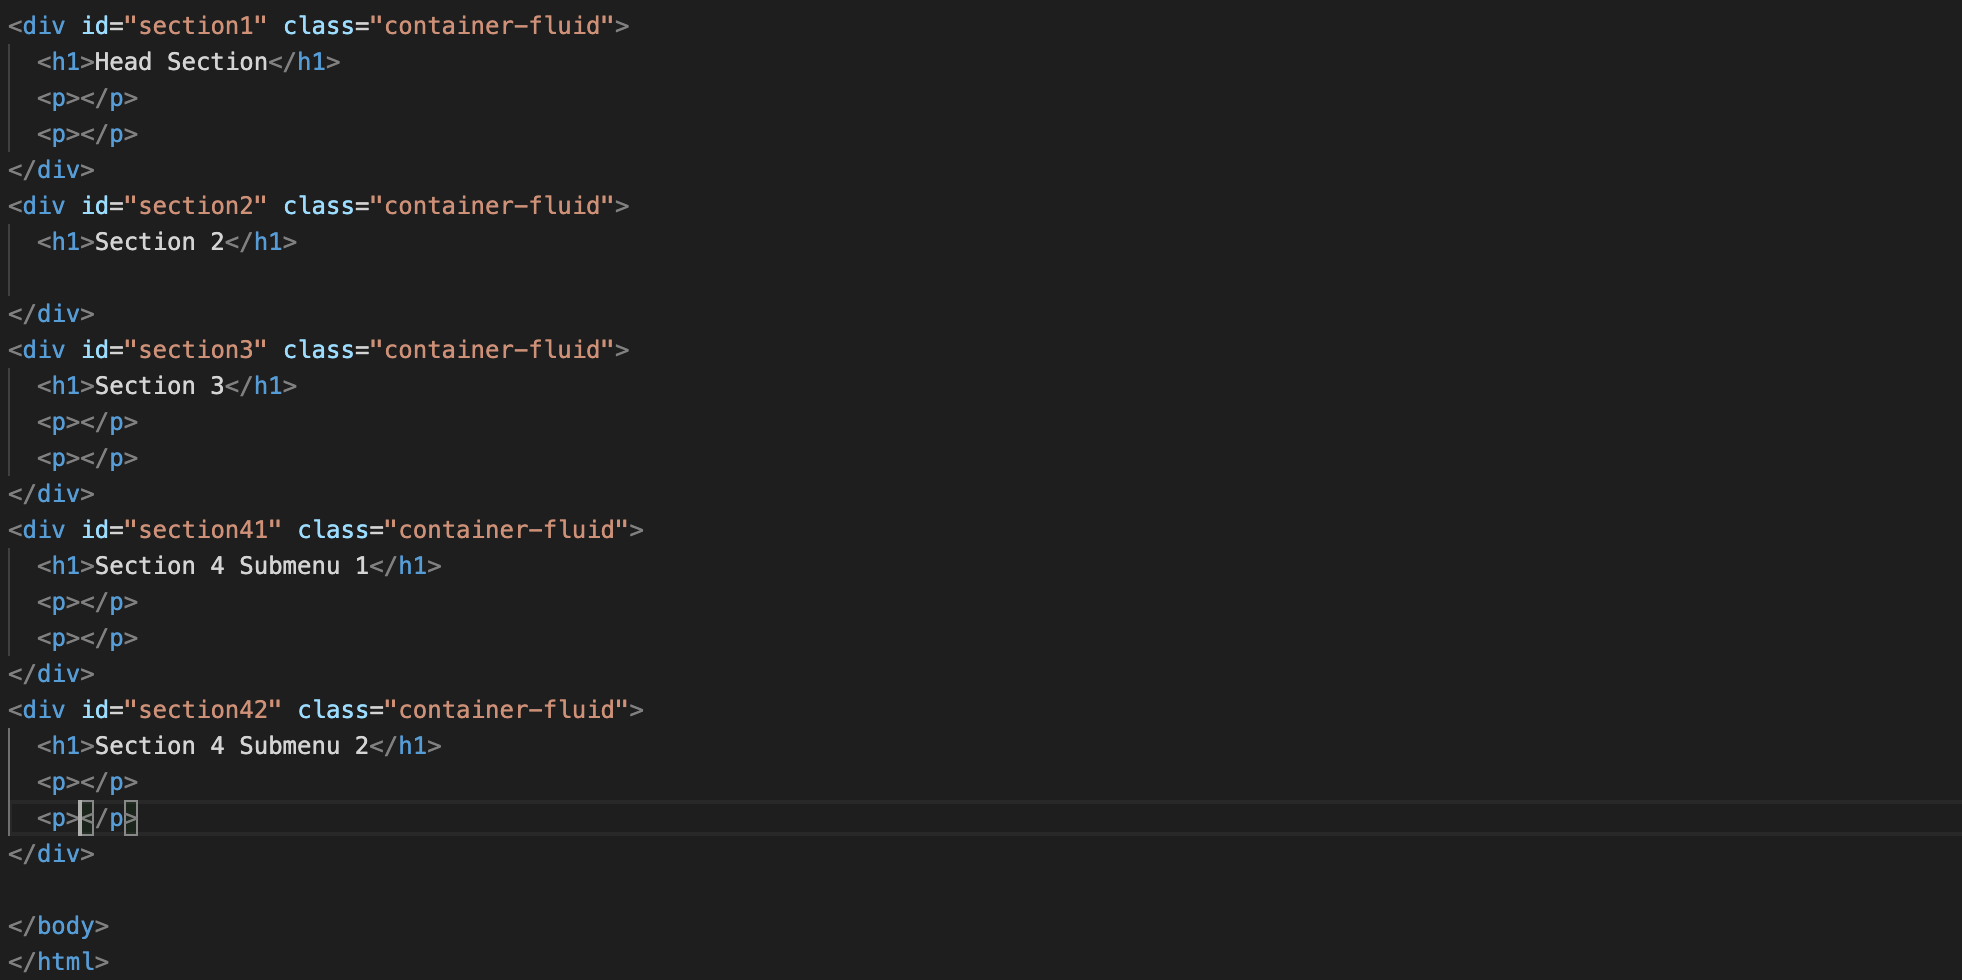 <div id="section1" class="container-fluid">
  <h1>Head Section</h1>
  <p></p>
  <p></p>
</div>
<div id="section2" class="container-fluid">
  <h1>Section 2</h1>

</div>
<div id="section3" class="container-fluid">
  <h1>Section 3</h1>
  <p></p>
  <p></p>
</div>
<div id="section41" class="container-fluid">
  <h1>Section 4 Submenu 1</h1>
  <p></p>
  <p></p>
</div>
<div id="section42" class="container-fluid">
  <h1>Section 4 Submenu 2</h1>
  <p></p>
  <p></p>
</div>

</body>
</html>